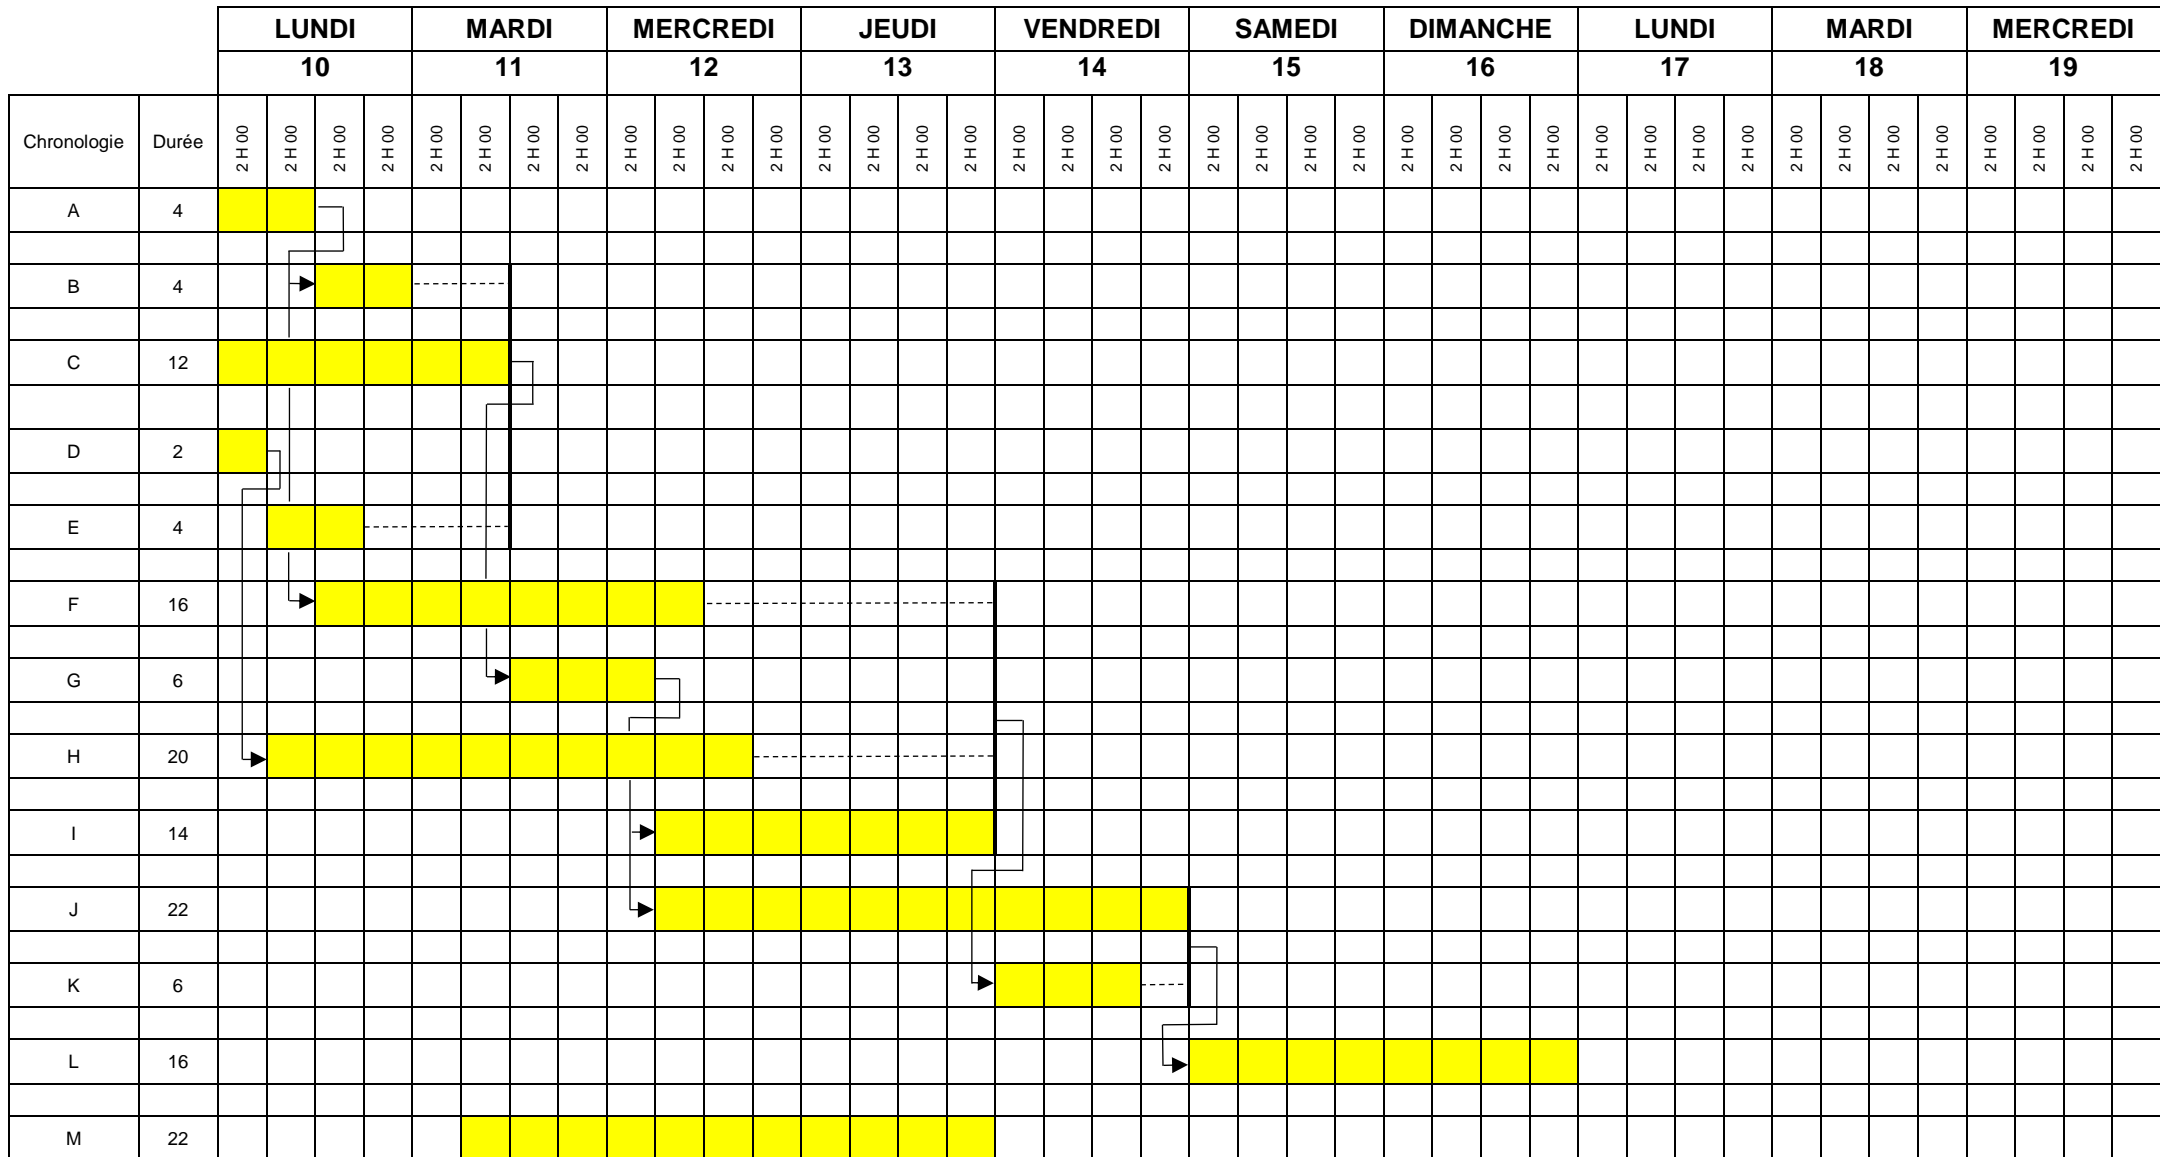 LUNDI MARDI MERCREDI JEUDI VENDREDI SAMEDI DIMANCHE LUNDI MARDI MERCREDI
10 11 12 13 14 15 16 17 18 19
Chronologie Durée 2 H 00 2 H 00 2 H 00 2 H 00 2 H 00 2 H 00 2 H 00 2 H 00 2 H 00 2 H 00 2 H 00 2 H 00 2 H 00 2 H 00 2 H 00 2 H 00 2 H 00 2 H 00 2 H 00 2 H 00 2 H 00 2 H 00 2 H 00 2 H 00 2 H 00 2 H 00 2 H 00 2 H 00 2 H 00 2 H 00 2 H 00 2 H 00 2 H 00 2 H 00 2 H 00 2 H 00 2 H 00 2 H 00 2 H 00 2 H 00
A 4
B 4
C 12
D 2
E 4
F 16
G 6
H 20
I 14
J 22
K 6
L 16
M 22